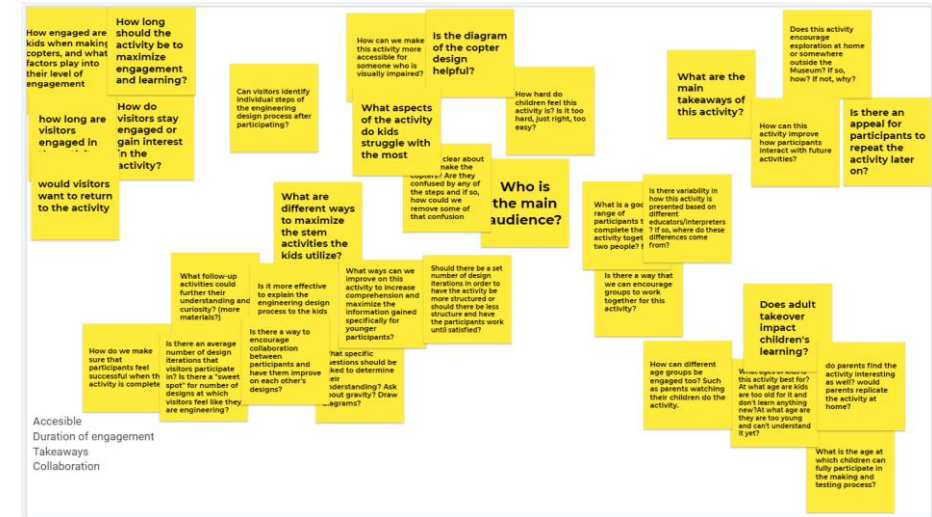 How engaged are
kids when making
copters, and what
factors play into
their level of
engagement
How long
should the
activity be to
maximize
engagement
and learning?
how long are
visitors
engaged in
How do
visitors stay
engaged or
gain interest
in the
activity?
would visitors
want to return
to the activity
Can visitors identify
individual steps of
the engineering
design process after
participating?
How can we make
this activity more
accessible for
someone who is
visually impaired?
Is the diagram
of the copter
design
helpful?
What aspects
of the activity
do kids
struggle with
the most
How hard do
children feel this
activity is? Is it too
hard, just right, too
easy?
clear about
make the
copters? Are they
confused by any of
the steps and if so,
how could we
remove some of
that confusion
Who is
the main
audience?
What are the
main
takeaways of
this activity?
Does this activity
encourage
exploration at home
or somewhere
outside the
Museum? If so,
how? If not, why?
How can this
activity improve
how participants
interact with future
activities?
Is there an
appeal for
participants to
repeat the
activity later
on?
What are
different ways
to maximize
the stem
activities the
kids utilize?
What is a
range of
participants
complete the
activity
two people?
Is there variability in
how this activity is
presented based on
different
educators/interpreters
? If so, where do these
differences come
from?
Is there a way that
we can encourage
groups to work
together for this
activity?
What follow-up
activities could
further their
understanding and
curiosity? (more
materials?)
Is it more effective
to explain the
engineering design
process to the kids
What ways can we
improve on this
activity to increase
comprehension and
maximize the
information gained
specifically for
younger
participants?
Should there be a set
number of design
iterations in order to
have the activity be
more structured or
should there be less
structure and have
the participants work
until satisfied?
How do we make
sure that
participants feel
successful when the
activity is complete
Is there an average
number of design
iterations that
visitors participate
in? Is there a "sweet
spot" for number of
designs at which
visitors feel like they
are engineering?
Is there a way to
encourage
collaboration
between
participants and
have them improve
on each other's
designs?
specific
should be
to determine
Ask
gravity? Draw
Does adult
takeover
impact
children's
learning?
How can different
age groups be
engaged too? Such
as parents watching
their children do the
activity.
What ages of kids is
this activity best for?
At what age are kids
are too old for it and
don't learn anything
new?At what age are
they are too young
and can't understand
it yet?
do parents find the
activity interesting
as well? would
parents replicate
the activity at
home?
What is the age at
which children can
fully participate in
the making and
testing process?
Accesible
Duration of engagement
Takeaways
Collaboration